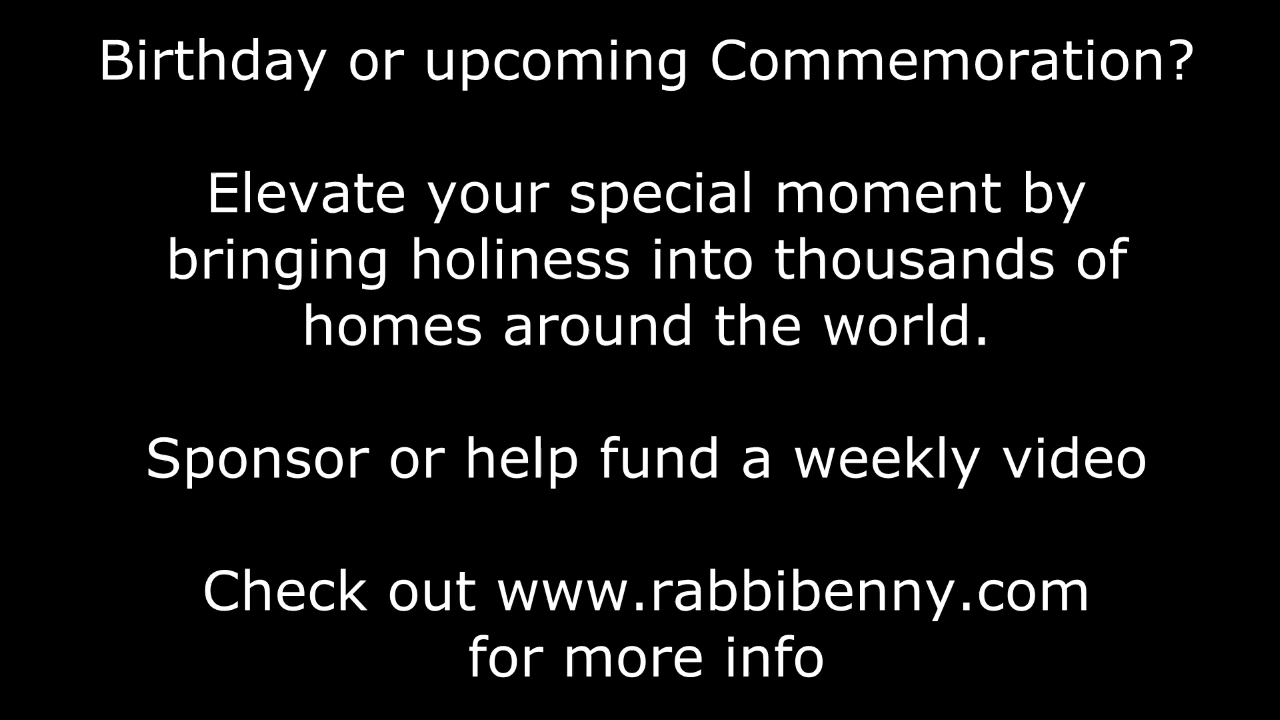 Birthday or upcoming Commemoration?
Elevate your special moment by
bringing holiness into thousands of
homes around the world.
Sponsor or help fund a weekly video
Check out www.rabbibenny.com
for more info